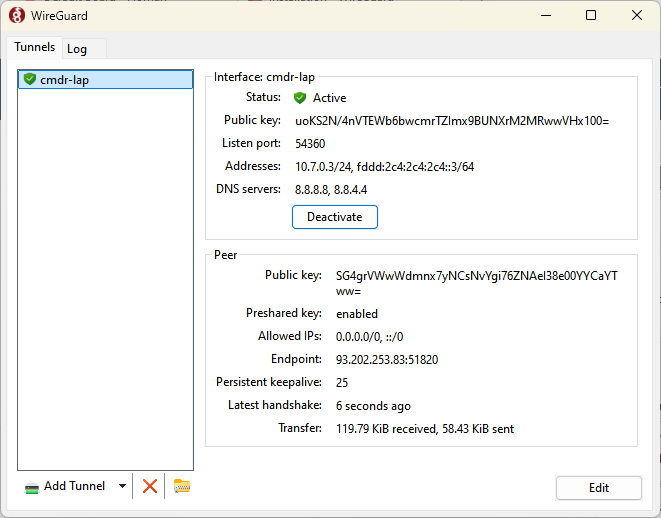 WireGuard
Tunnels
Log
cmdr-lap
Interface: cmdr-lap
Status: Active
Public key: uoKS2N/4nVTEWb6bwcmrTZlmx9BUNXrM2MRwwVHx100=
Listen port: 54360
Addresses: 10.7.0.3/24, fddd:2c4:2c4:2c4::3/64
DNS servers: 8.8.8.8, 8.8.4.4
Deactivate
Peer
Public key: SG4grVWwWdmnx7yNCsNvYgi76ZNAel38e00YYCaYT
ww=
Preshared key: enabled
Allowed IPs: 0.0.0.0/0, ::/0
Endpoint: 93.202.253.83:51820
Persistent keepalive: 25
Latest handshake: 6 seconds ago
Transfer: 119.79 KiB received, 58.43 KiB sent
Add Tunnel
Edit